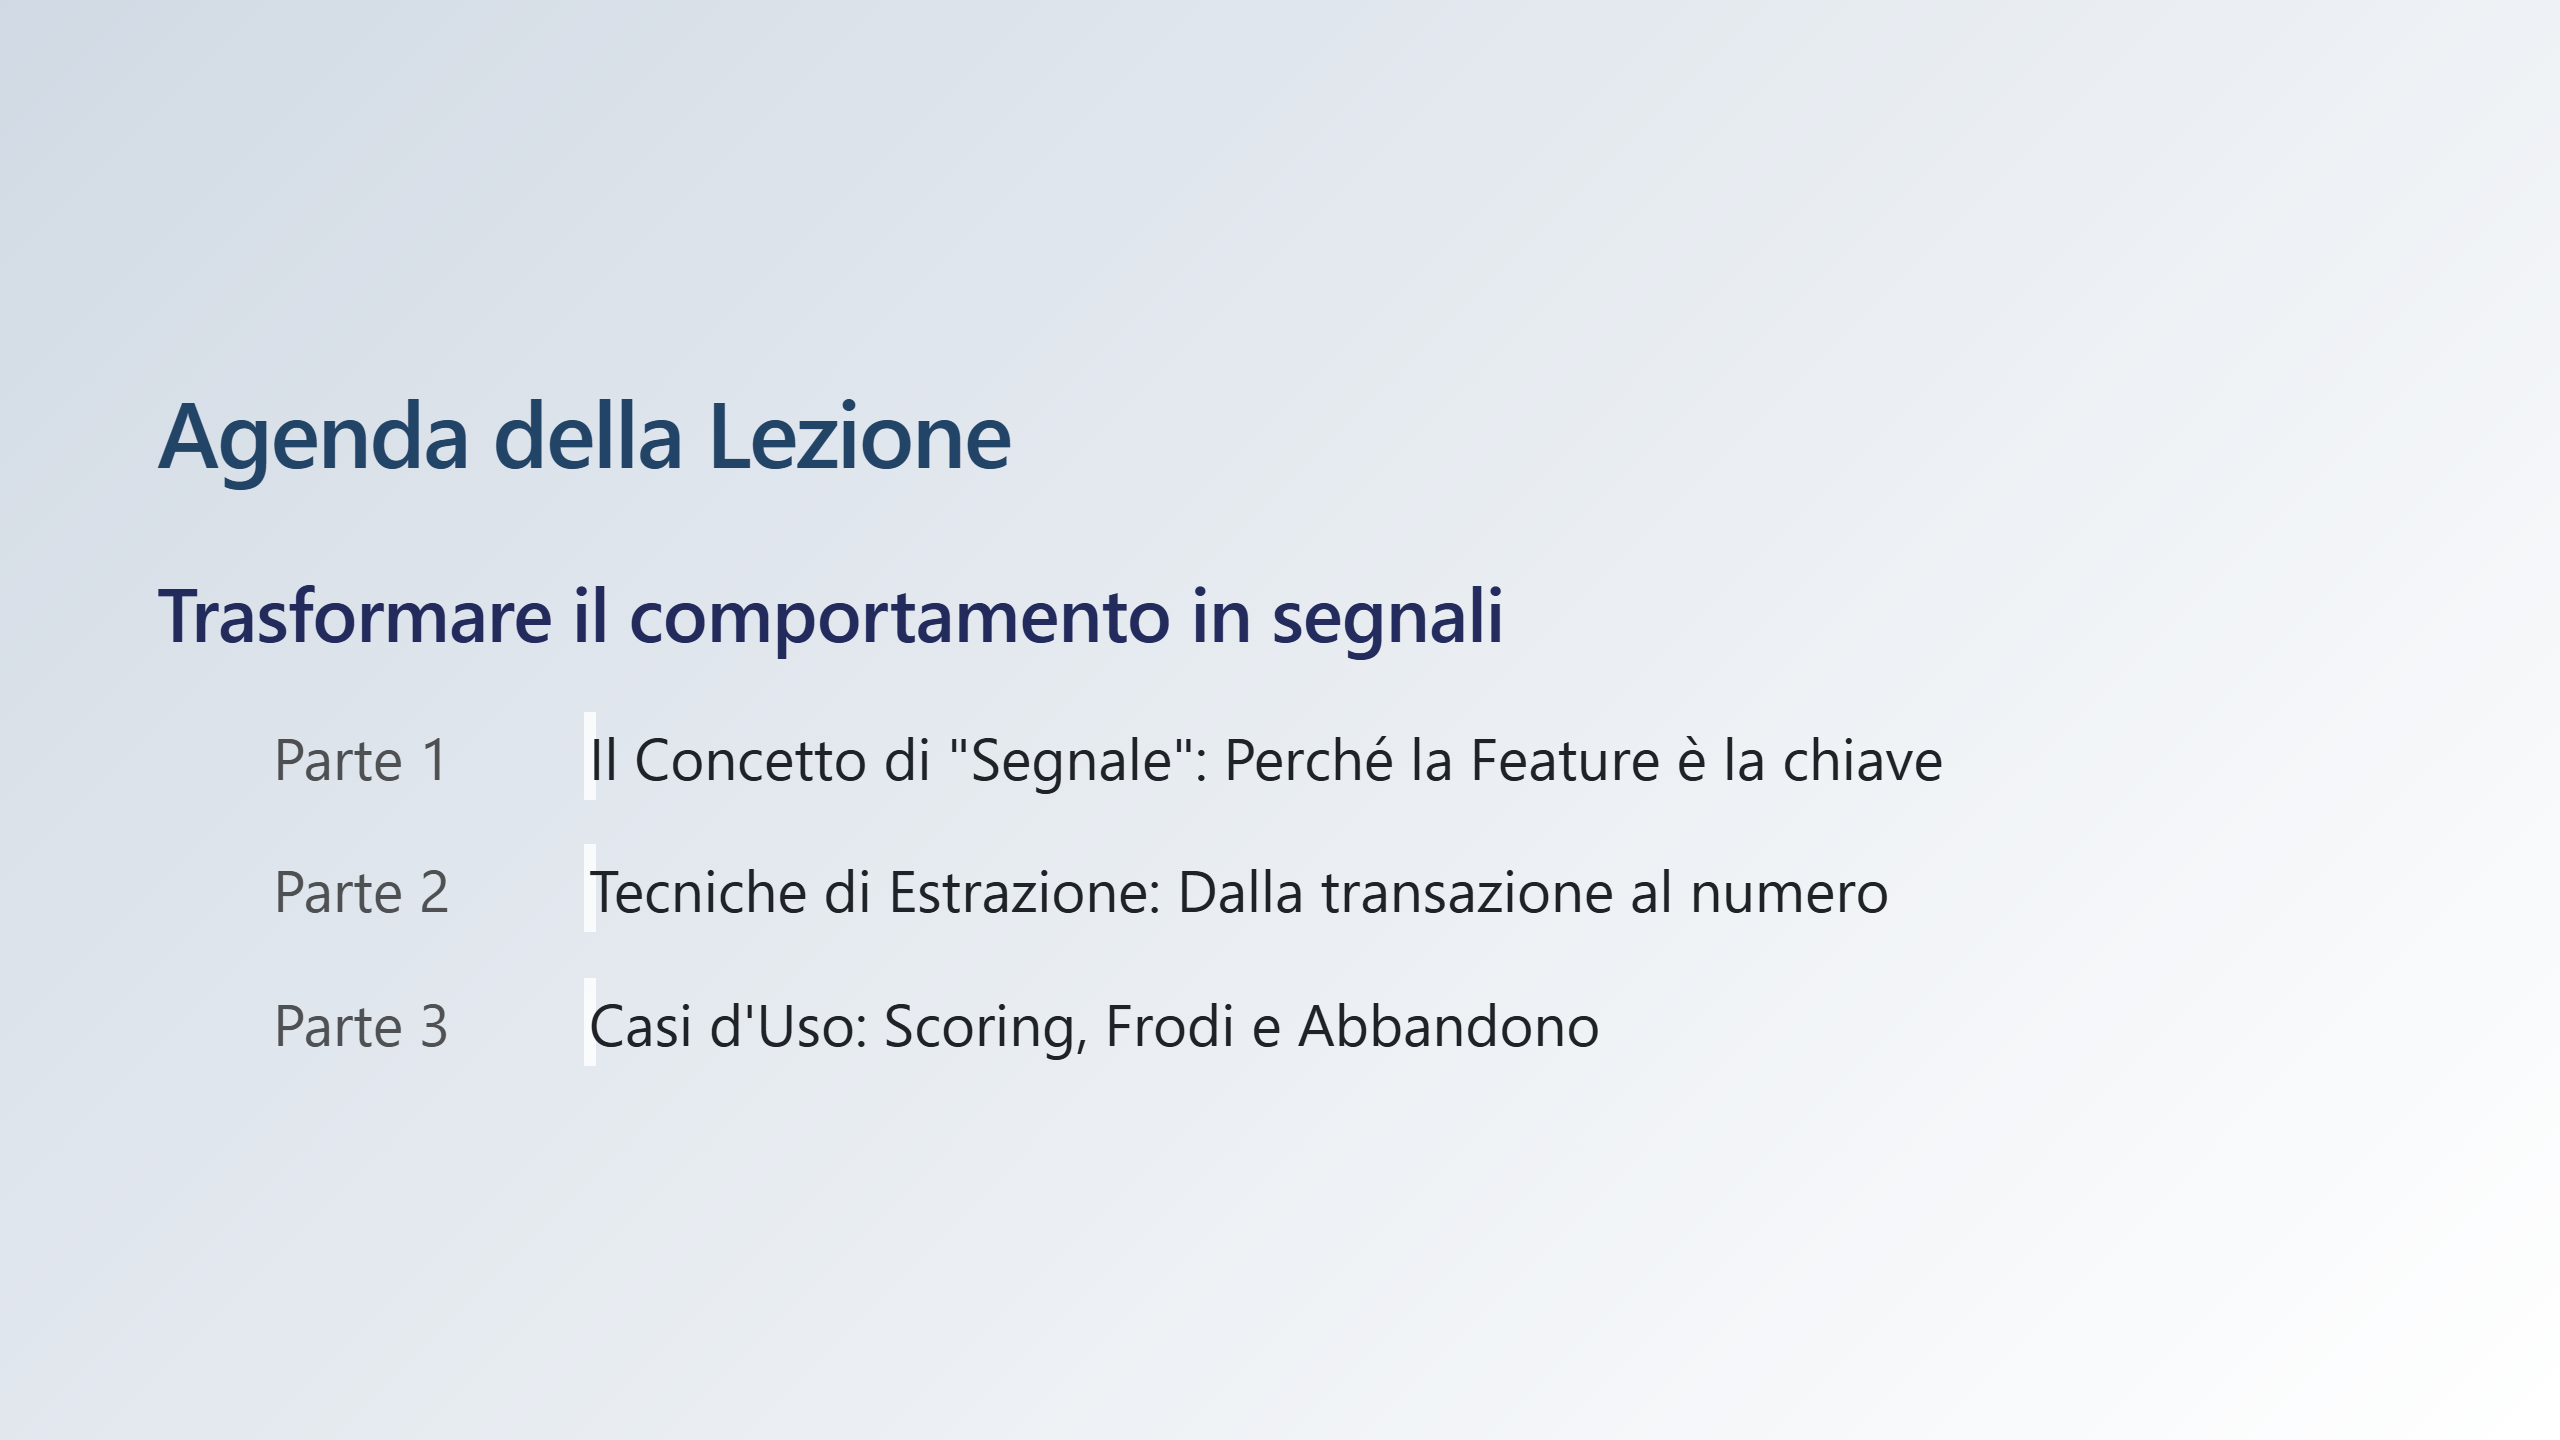 Agenda della Lezione
Trasformare il comportamento in segnali
Parte 1 Il Concetto di "Segnale": Perché la Feature è la chiave
Parte 2 Tecniche di Estrazione: Dalla transazione al numero
Parte 3 Casi d'Uso: Scoring, Frodi e Abbandono